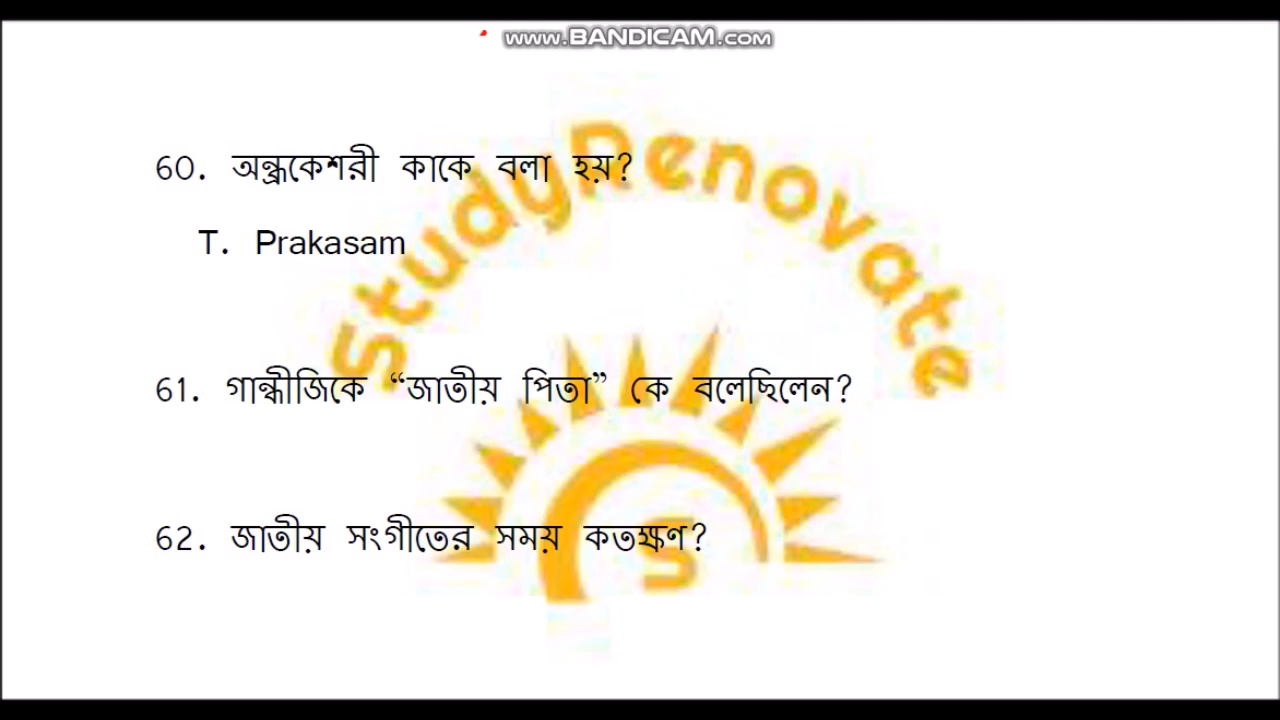 www.BANDICAM.com
StudyRenovate
60. অন্ধ্রকেশরী কাকে বলা হয়?
T. Prakasam
61. গান্ধীজিকে “জাতীয় পিতা” কে বলেছিলেন?
62. জাতীয় সংগীতের সময় কতক্ষণ?
S